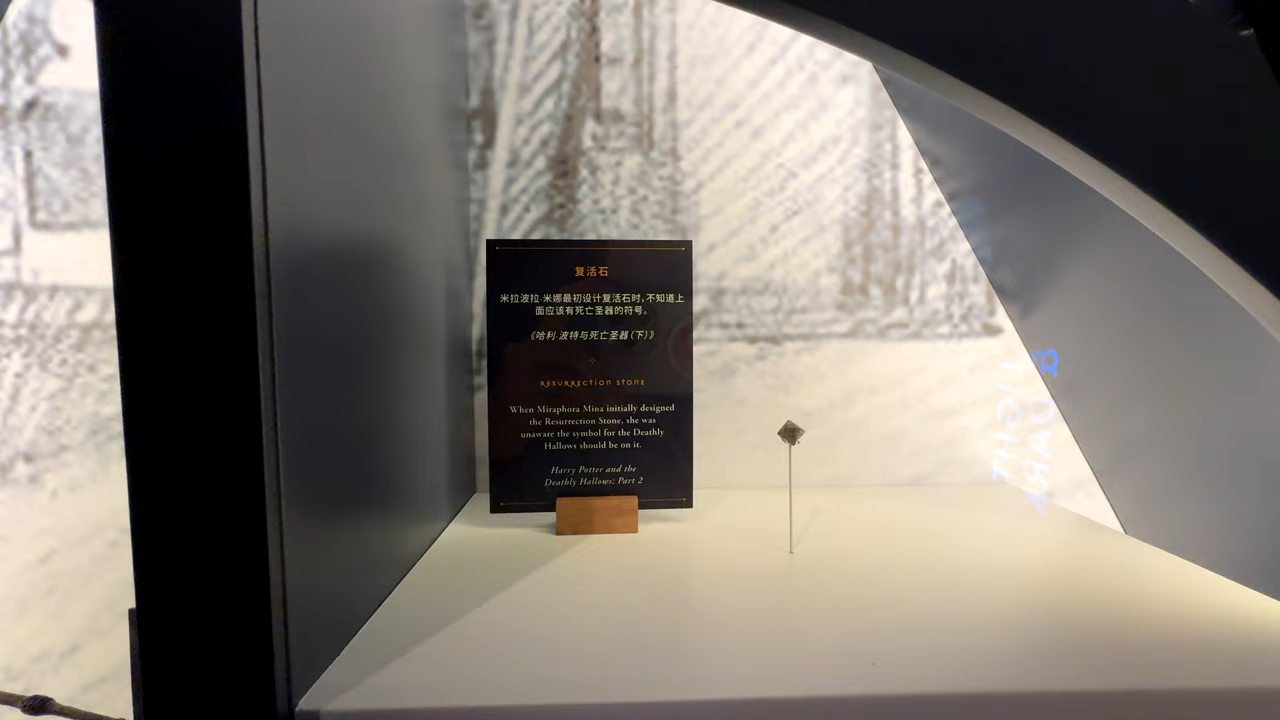 复活石
米拉波拉·米娜最初设计复活石时,不知道上
面应该有死亡圣器的符号。
《哈利·波特与死亡圣器(下)》
RESURRECTION STONE
When Miraphora Mina initially designed
the Resurrection Stone, she was
unaware the symbol for the Deathly
Hallows should be on it.
Harry Potter and the
Deathly Hallows: Part 2
LIGHT
DARK